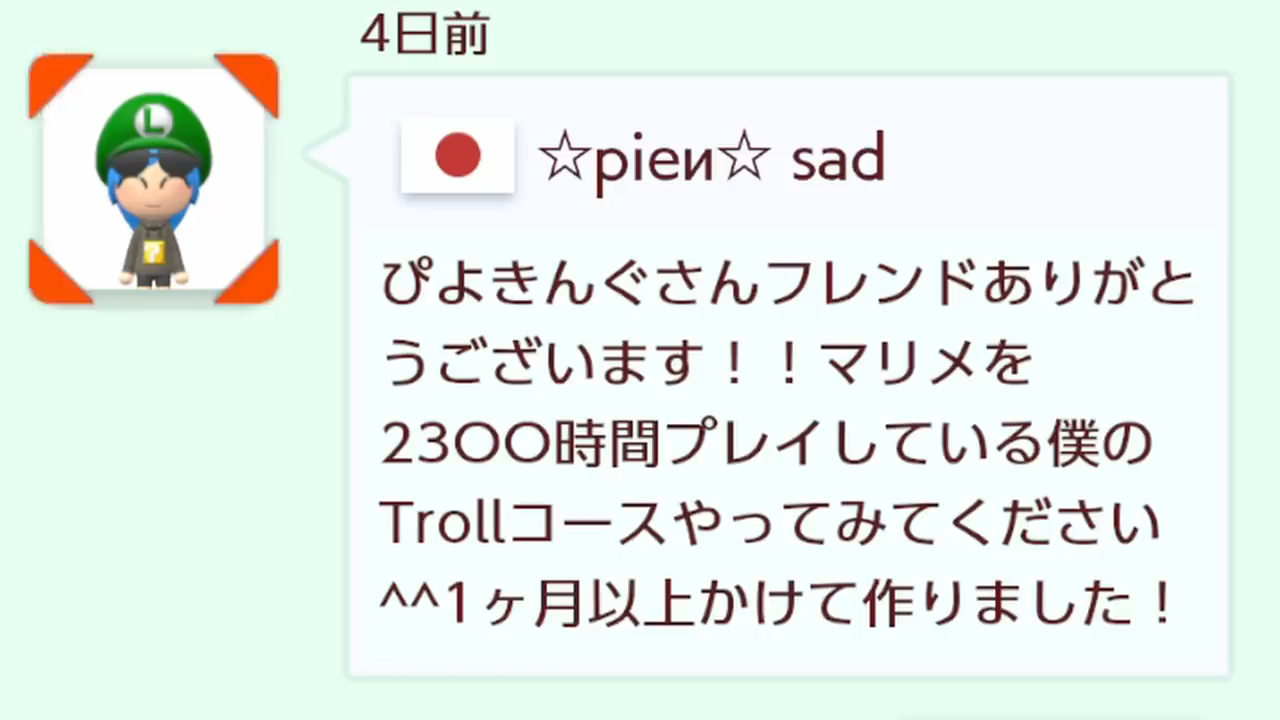 4日前
L
☆pieи☆ sad
?
ぴよきんぐさんフレンドありがと
うございます！！マリメを
23〇〇時間プレイしている僕の
Trollコースやってみてください
^^1ヶ月以上かけて作りました！